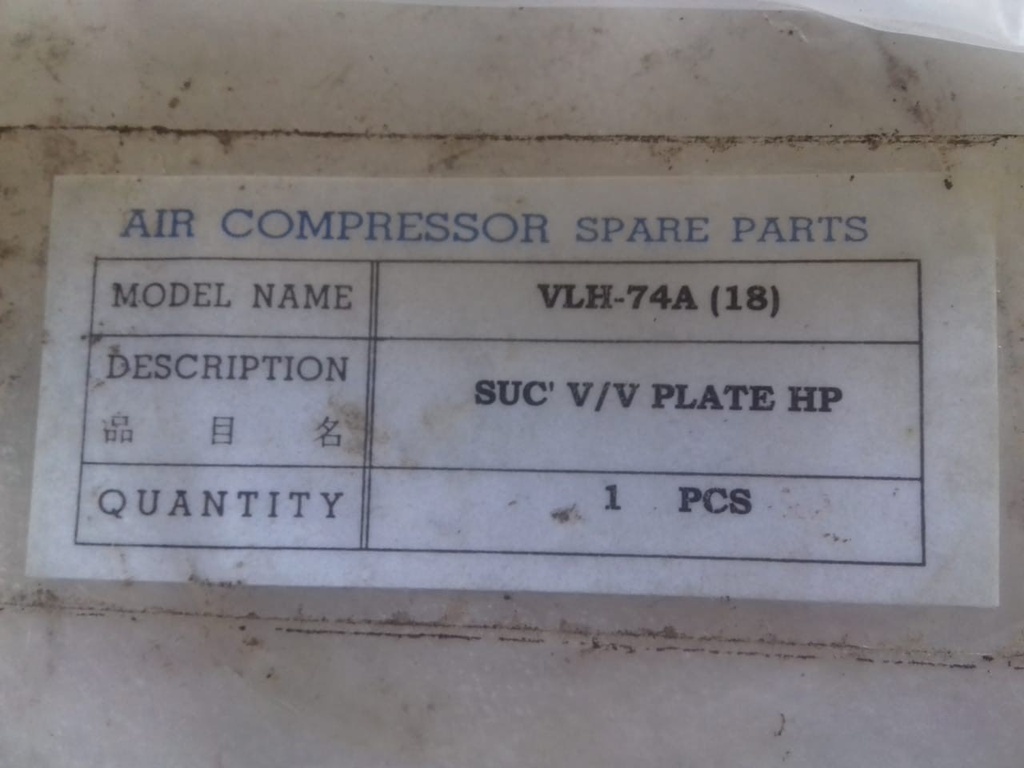 AIR COMPRESSOR SPARE PARTS
MODEL NAME VLH-74A (18)
DESCRIPTION
品目名 SUC' V/V PLATE HP
QUANTITY 1 PCS